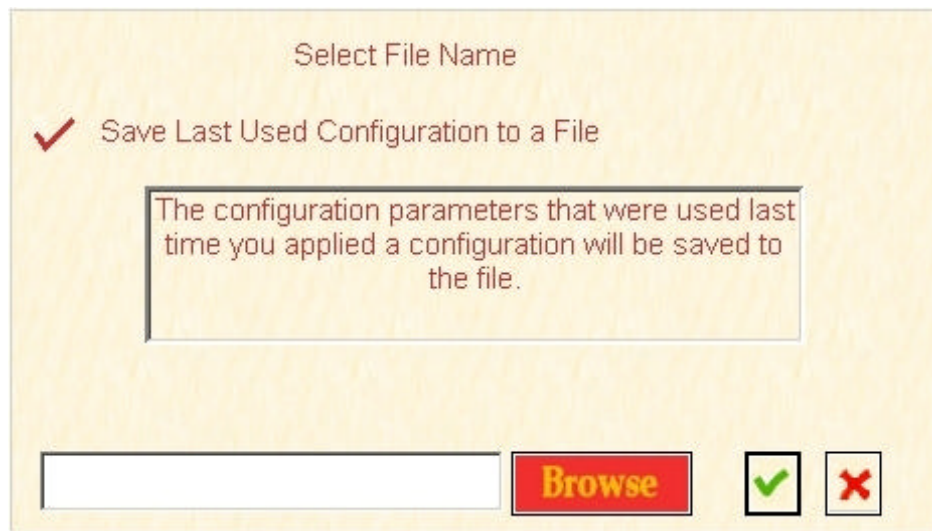 Select File Name
Save Last Used Configuration to a File
The configuration parameters that were used last
time you applied a configuration will be saved to
the file.
Browse